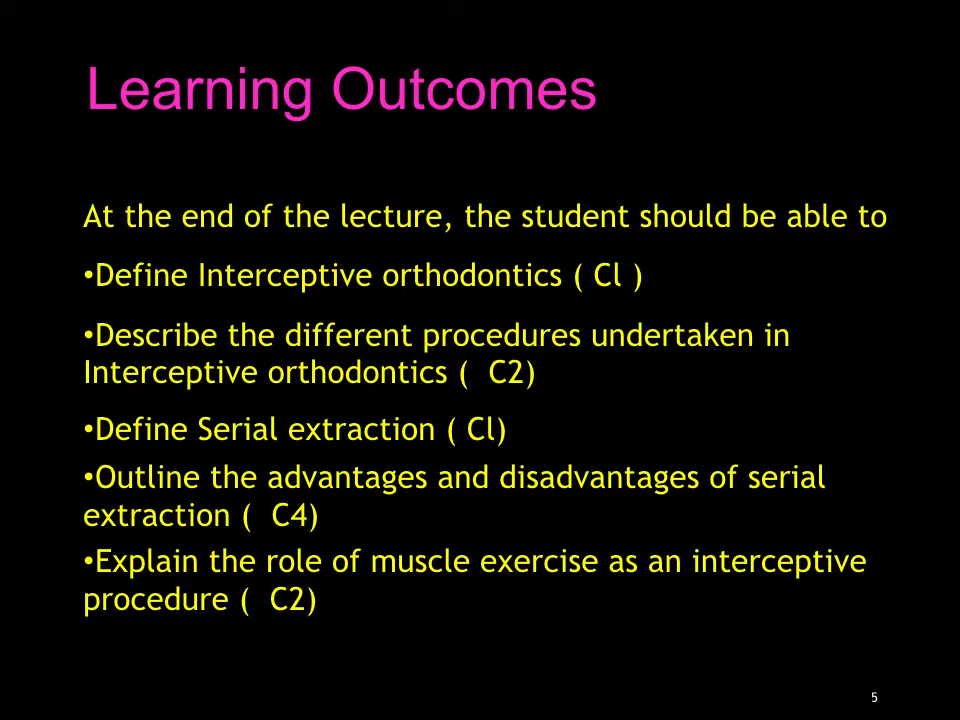 Learning Outcomes
At the end of the lecture, the student should be able to
•Define Interceptive orthodontics ( Cl )
•Describe the different procedures undertaken in
Interceptive orthodontics (  C2)
•Define Serial extraction ( Cl)
•Outline the advantages and disadvantages of serial
extraction (  C4)
•Explain the role of muscle exercise as an interceptive
procedure (  C2)
5